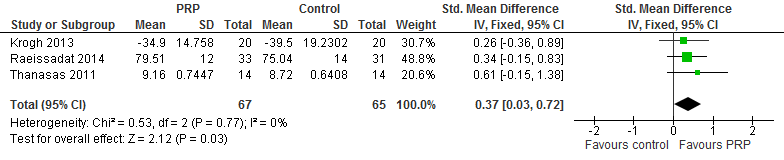 PRP Control Std. Mean Difference Std. Mean Difference
Study or Subgroup Mean SD Total Mean SD Total Weight IV, Fixed, 95% CI IV, Fixed, 95% CI
Krogh 2013 -34.9 14.758 20 -39.5 19.2302 20 30.7% 0.26 [-0.36, 0.89]
Raeissadat 2014 79.51 12 33 75.04 14 31 48.8% 0.34 [-0.15, 0.83]
Thanasas 2011 9.16 0.7447 14 8.72 0.6408 14 20.6% 0.61 [-0.15, 1.38]
Total (95% CI) 67 65 100.0% 0.37 [0.03, 0.72]
Heterogeneity: Chi² = 0.53, df = 2 (P = 0.77); I² = 0%
Test for overall effect: Z = 2.12 (P = 0.03)
-2 -1 0 1 2
Favours control Favours PRP